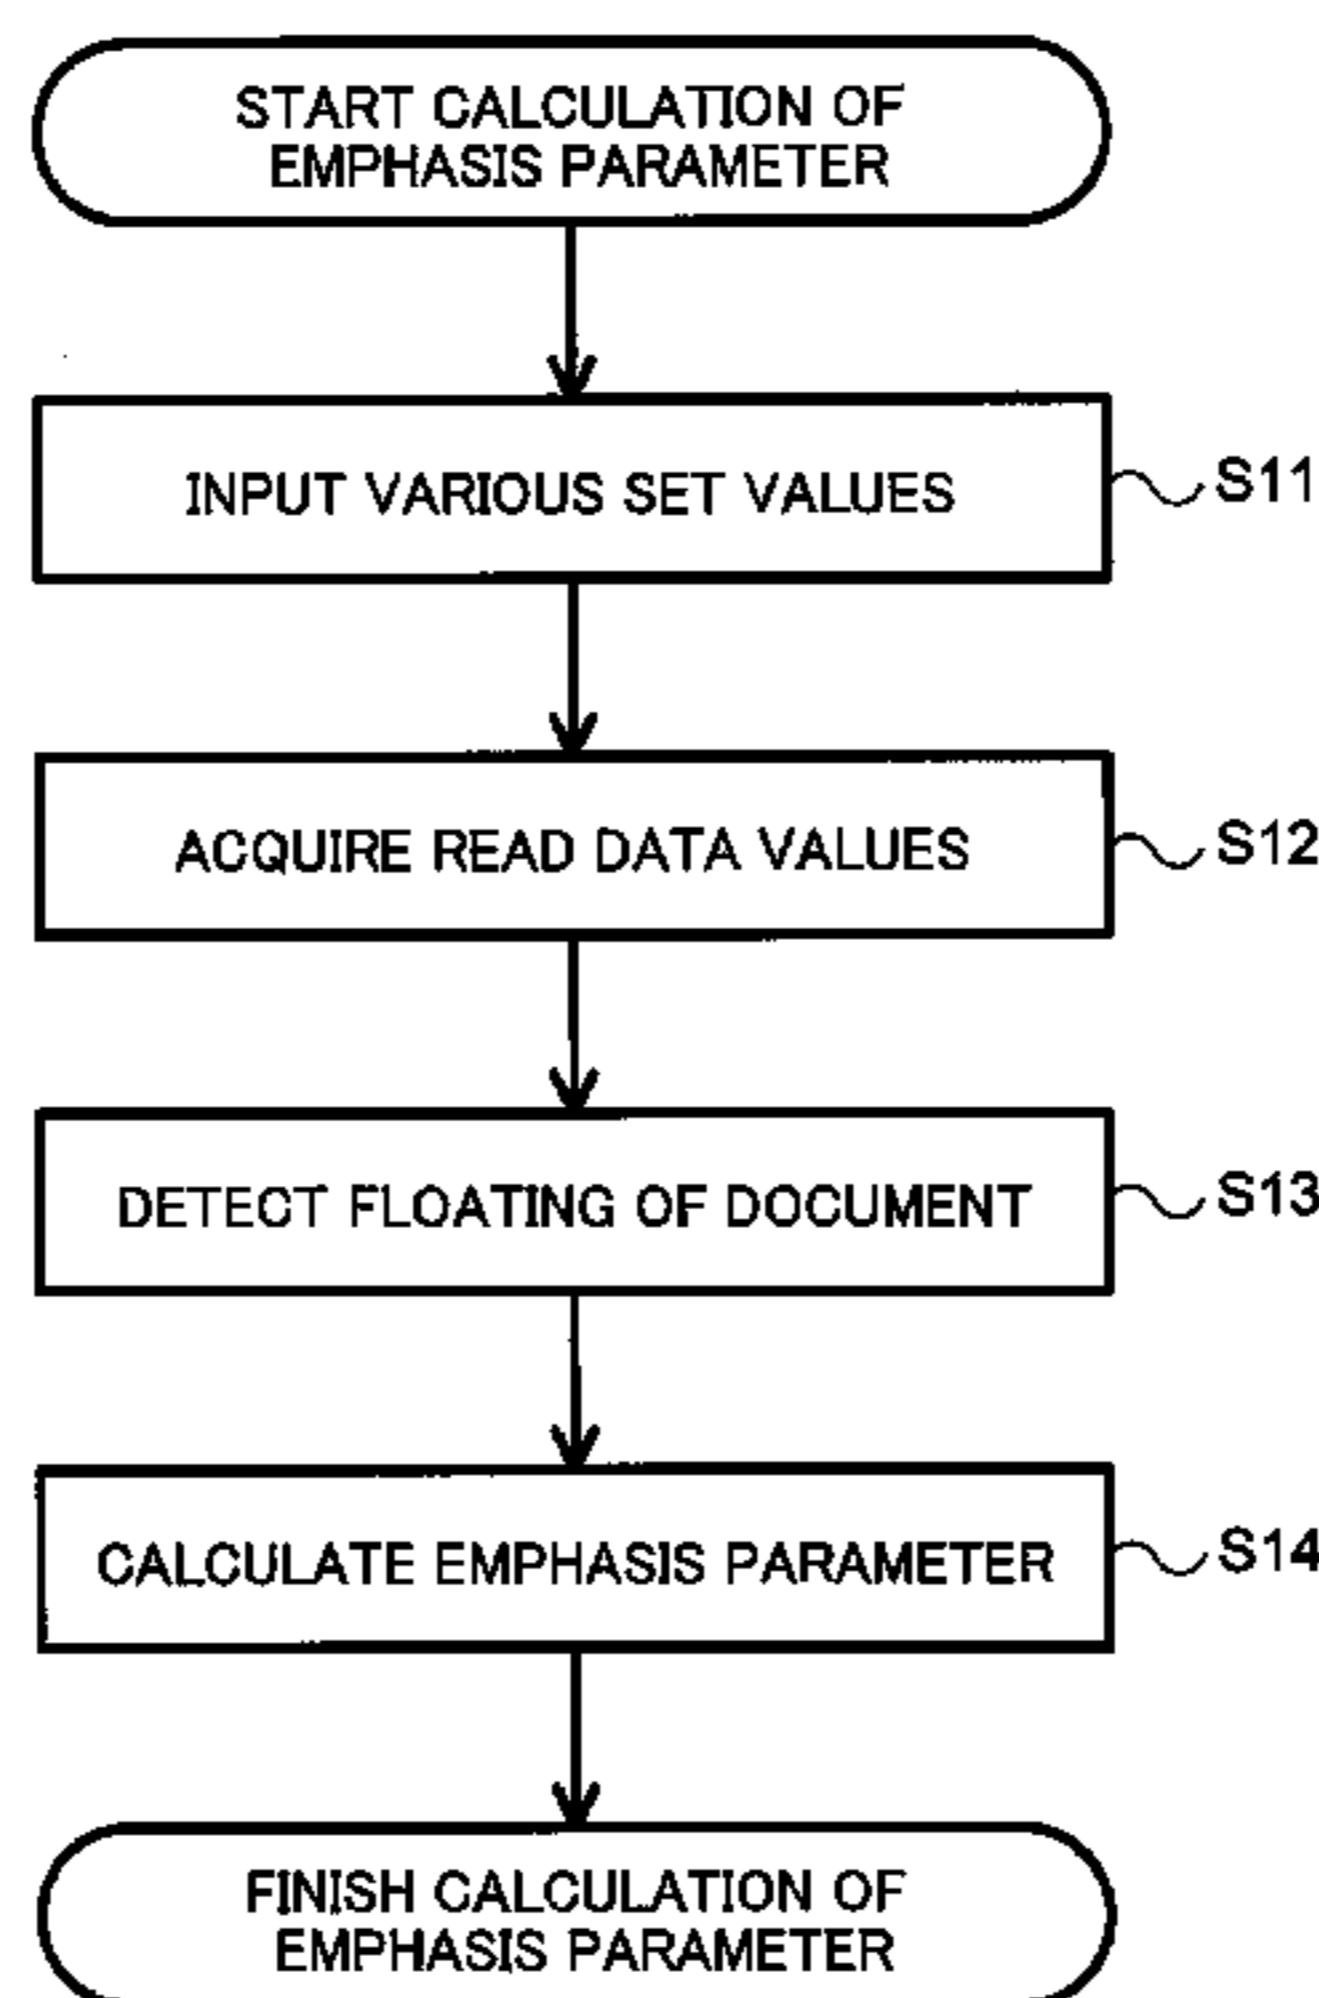 START CALCULATION OF
EMPHASIS PARAMETER
INPUT VARIOUS SET VALUES
S11
ACQUIRE READ DATA VALUES
S12
DETECT FLOATING OF DOCUMENT
S13
CALCULATE EMPHASIS PARAMETER
S14
FINISH CALCULATION OF
EMPHASIS PARAMETER